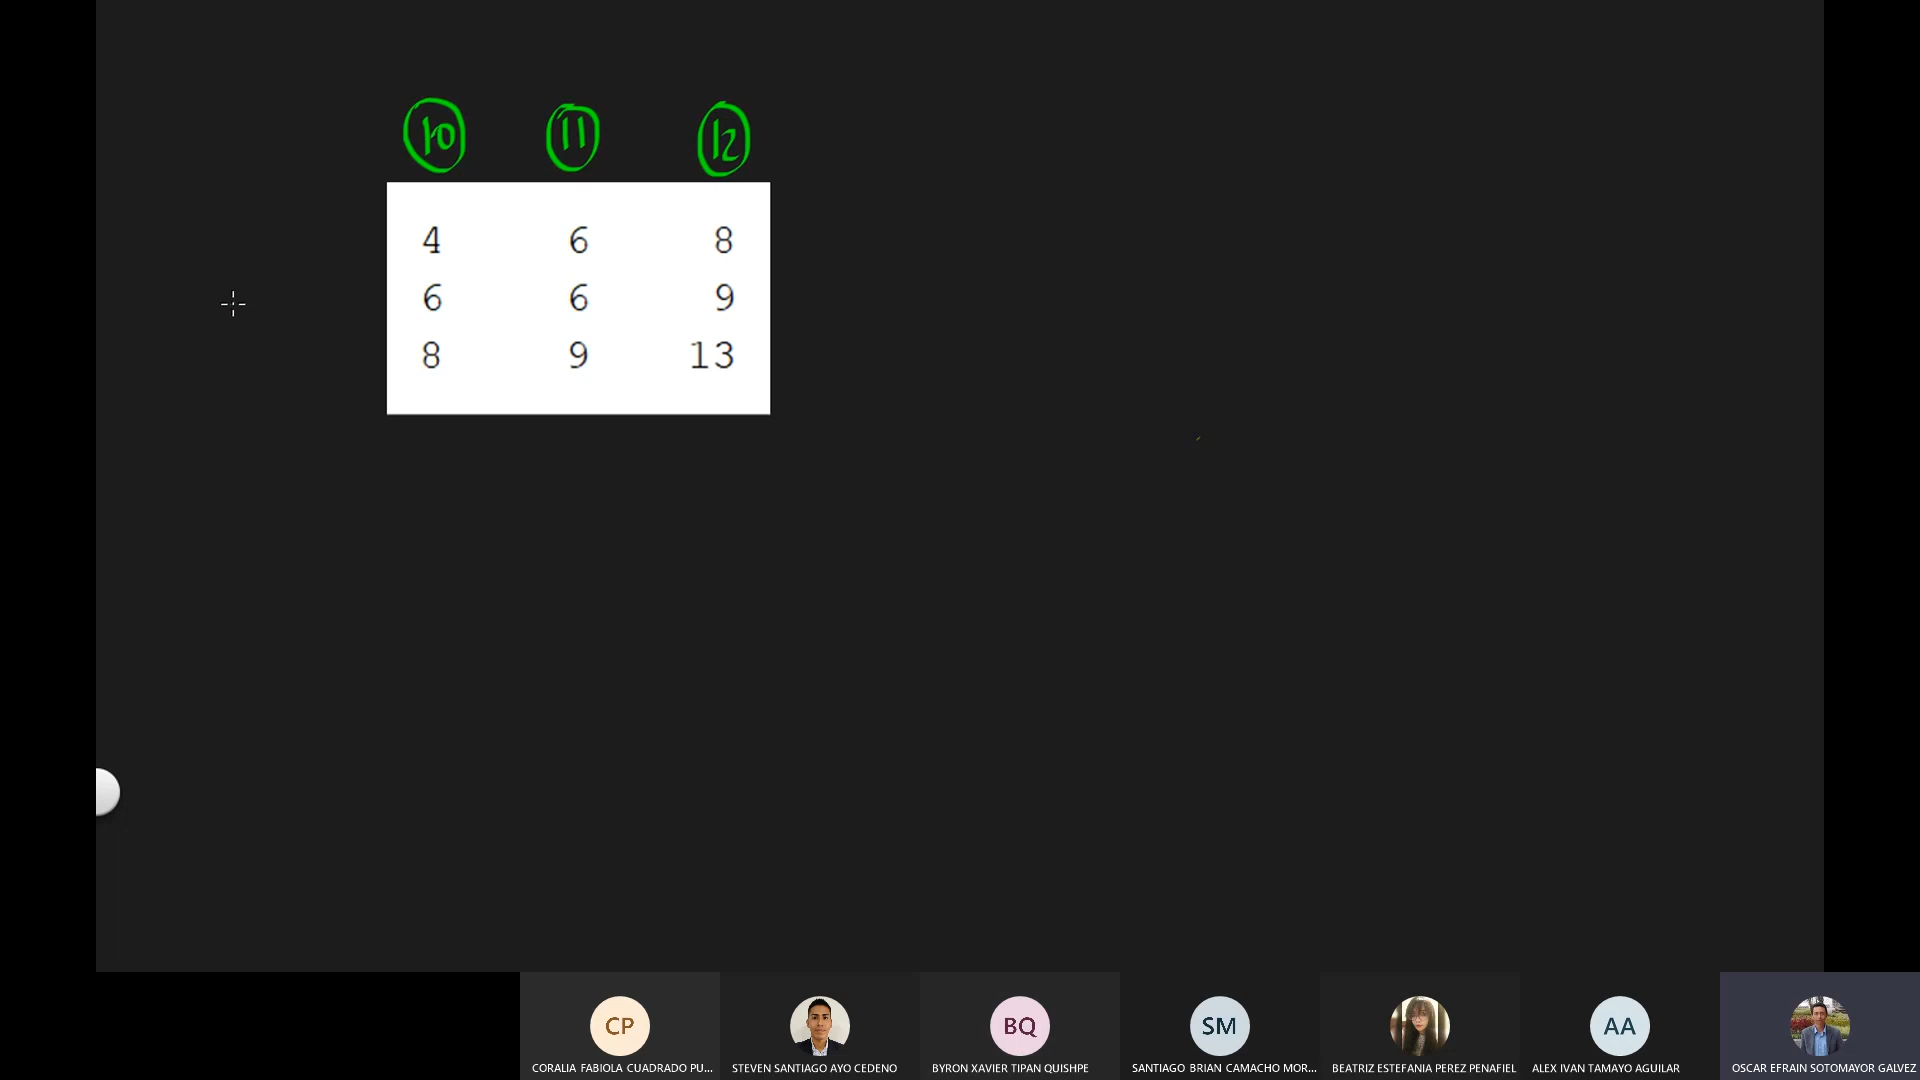 10 11 12
4 6 8
6 6 9
8 9 13
CP BQ SM AA
CORALIA FABIOLA CUADRADO PU... STEVEN SANTIAGO AYO CEDENO BYRON XAVIER TIPAN QUISHPE SANTIAGO BRIAN CAMACHO MOR... BEATRIZ ESTEFANIA PEREZ PENAFIEL ALEX IVAN TAMAYO AGUILAR OSCAR EFRAIN SOTOMAYOR GALVEZ